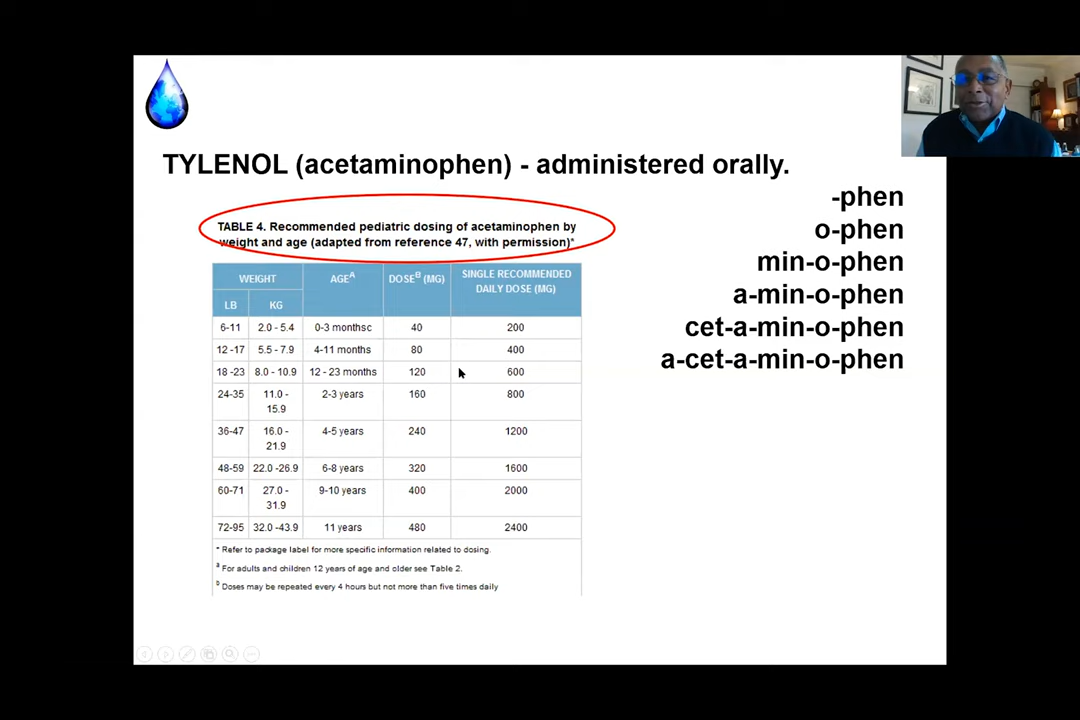 TYLENOL (acetaminophen) - administered orally.
-phen
o-phen
min-o-phen
a-min-o-phen
cet-a-min-o-phen
a-cet-a-min-o-phen
TABLE 4. Recommended pediatric dosing of acetaminophen by
weight and age (adapted from reference 47, with permission)*
WEIGHT AGEᴬ DOSEᴮ (MG) SINGLE RECOMMENDED
DAILY DOSE (MG)
LB KG
6-11 2.0 - 5.4 0-3 monthsc 40 200
12 -17 5.5 - 7.9 4-11 months 80 400
18 -23 8.0 - 10.9 12 - 23 months 120 600
24-35 11.0 - 2-3 years 160 800
15.9
36-47 16.0 - 4-5 years 240 1200
21.9
48-59 22.0 -26.9 6-8 years 320 1600
60-71 27.0 - 9-10 years 400 2000
31.9
72-95 32.0 -43.9 11 years 480 2400
* Refer to package label for more specific information related to dosing.
ᵃ For adults and children 12 years of age and older see Table 2.
ᵇ Doses may be repeated every 4 hours but not more than five times daily